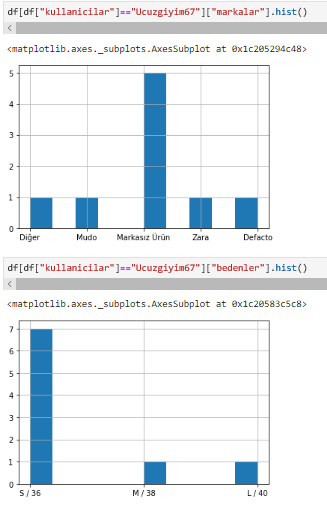 df[df["kullanicilar"]=="Ucuzgiyim67"]["markalar"].hist()
<matplotlib.axes._subplots.AxesSubplot at 0x1c205294c48>
5
4
3
2
1
0
Diğer Mudo Markasız Ürün Zara Defacto
df[df["kullanicilar"]=="Ucuzgiyim67"]["bedenler"].hist()
<matplotlib.axes._subplots.AxesSubplot at 0x1c20583c5c8>
7
6
5
4
3
2
1
0
S / 36 M / 38 L / 40